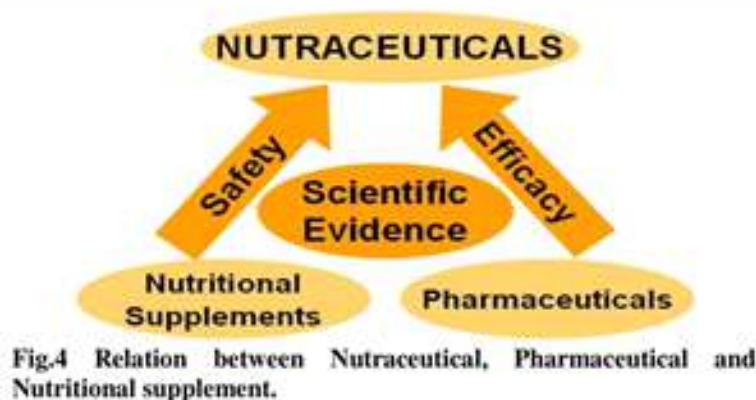 NUTRACEUTICALS
Safety
Efficacy
Scientific
Evidence
Nutritional
Supplements
Pharmaceuticals
Fig.4 Relation between Nutraceutical, Pharmaceutical and
Nutritional supplement.